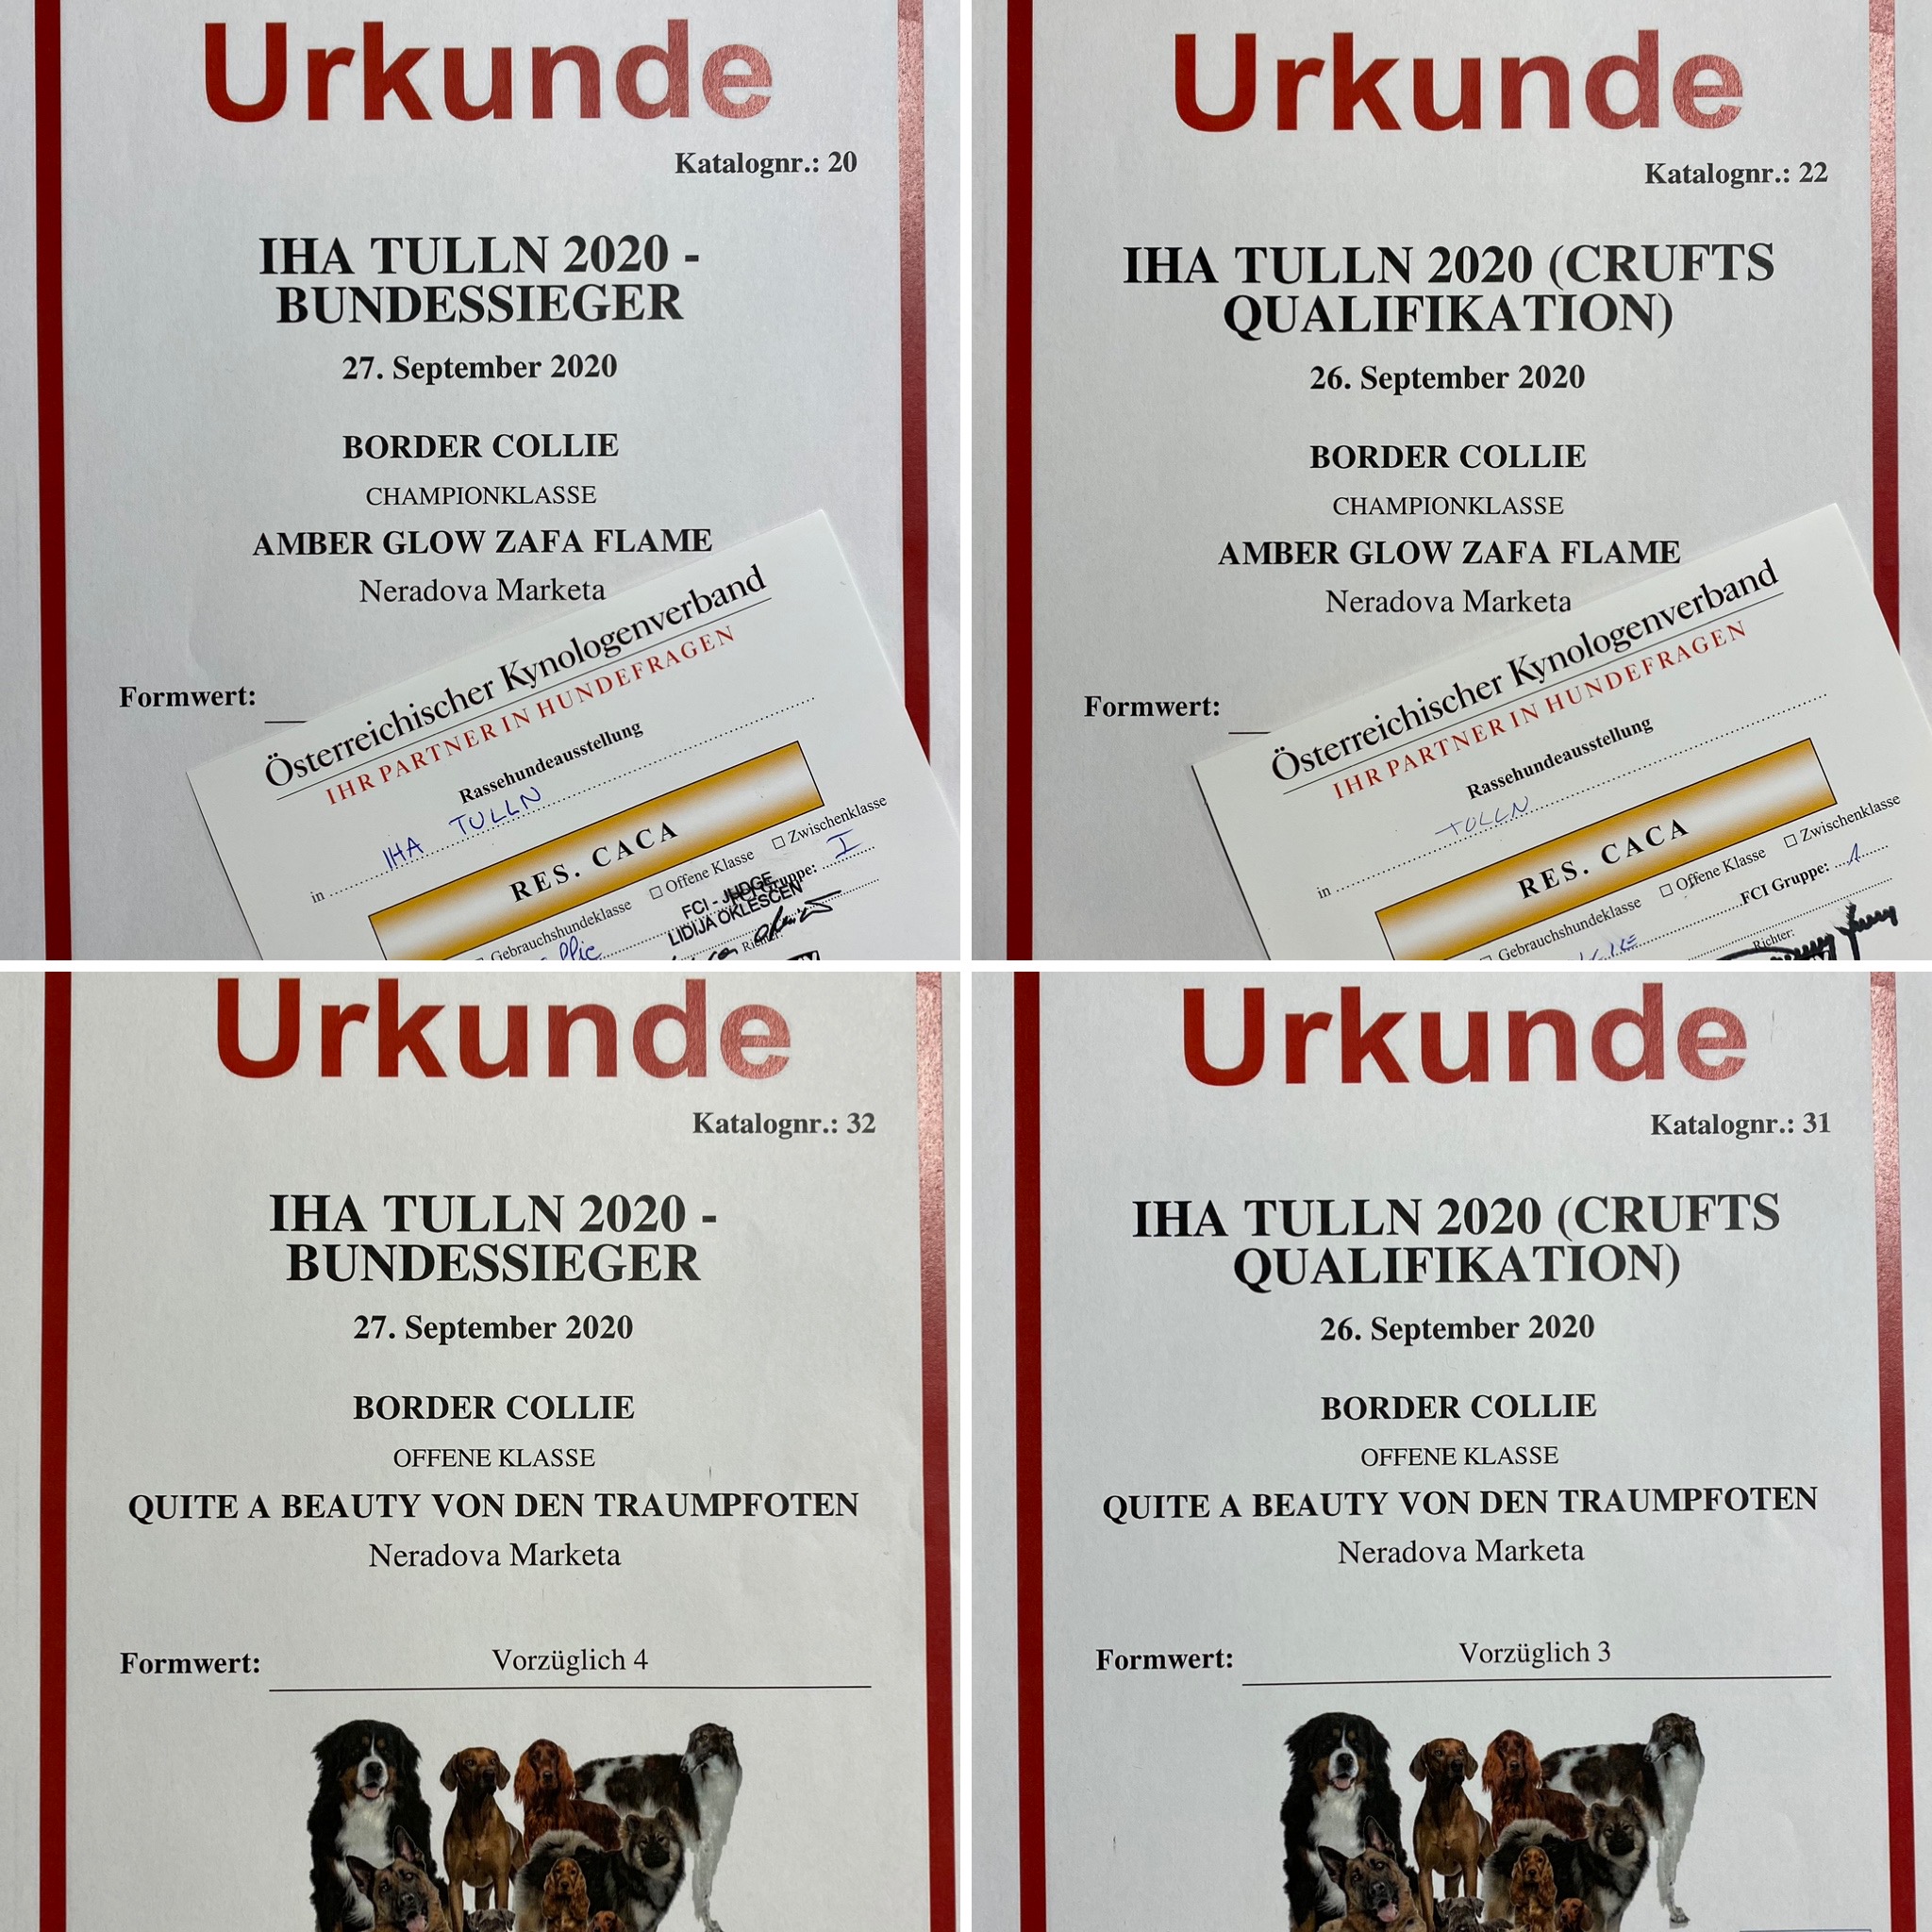 Urkunde
Katalognr.: 20
IHA TULLN 2020 -
BUNDESSIEGER
27. September 2020
BORDER COLLIE
CHAMPIONKLASSE
AMBER GLOW ZAFA FLAME
Neradova Marketa
Formwert:
Österreichischer Kynologenverband
IHR PARTNER IN HUNDEFRAGEN
Rassehundeausstellung
in IHA TULLN
RES. CACA
Gebrauchshundeklasse Offene Klasse Zwischenklasse
Gruppe: I
FCI - JUDGE
LIDIJA OKLESCEN
Richter:
Urkunde
Katalognr.: 22
IHA TULLN 2020 (CRUFTS
QUALIFIKATION)
26. September 2020
BORDER COLLIE
CHAMPIONKLASSE
AMBER GLOW ZAFA FLAME
Neradova Marketa
Formwert:
Österreichischer Kynologenverband
IHR PARTNER IN HUNDEFRAGEN
Rassehundeausstellung
in TULLN
RES. CACA
Gebrauchshundeklasse Offene Klasse Zwischenklasse
FCI Gruppe: 1
Richter:
Urkunde
Katalognr.: 32
IHA TULLN 2020 -
BUNDESSIEGER
27. September 2020
BORDER COLLIE
OFFENE KLASSE
QUITE A BEAUTY VON DEN TRAUMPFOTEN
Neradova Marketa
Formwert: Vorzüglich 4
Urkunde
Katalognr.: 31
IHA TULLN 2020 (CRUFTS
QUALIFIKATION)
26. September 2020
BORDER COLLIE
OFFENE KLASSE
QUITE A BEAUTY VON DEN TRAUMPFOTEN
Neradova Marketa
Formwert: Vorzüglich 3